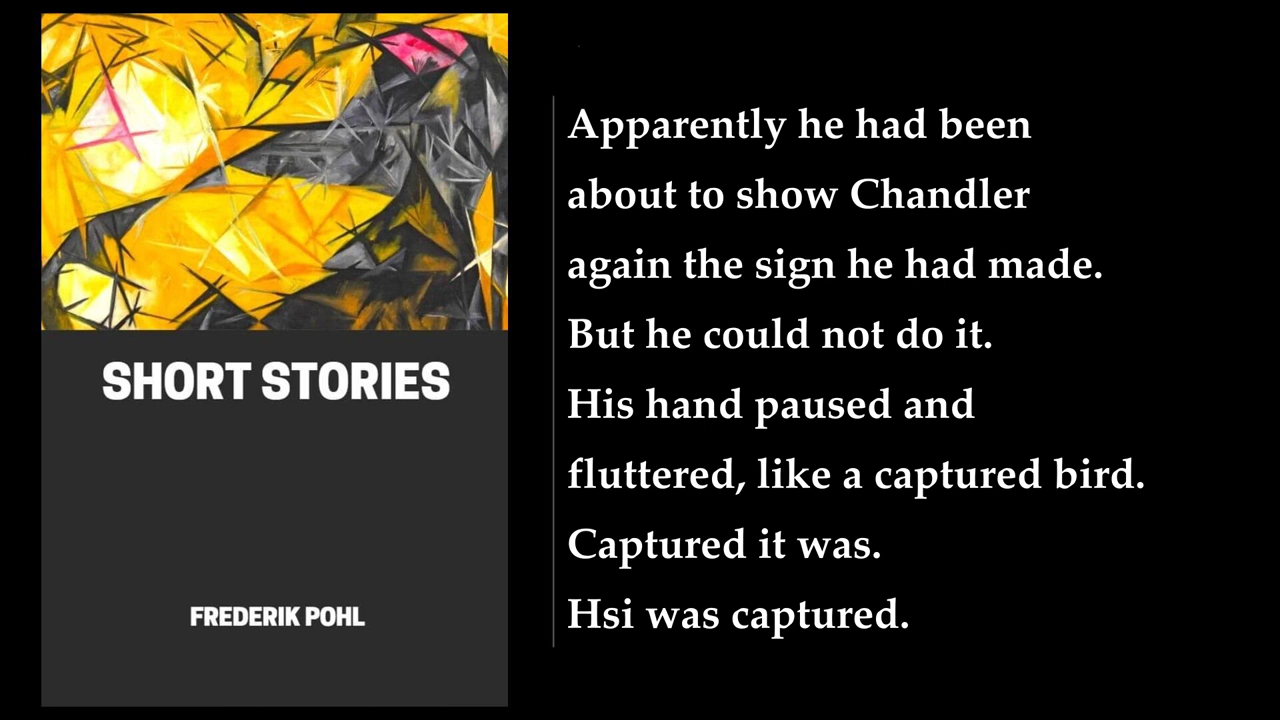 SHORT STORIES
FREDERIK POHL
Apparently he had been
about to show Chandler
again the sign he had made.
But he could not do it.
His hand paused and
fluttered, like a captured bird.
Captured it was.
Hsi was captured.